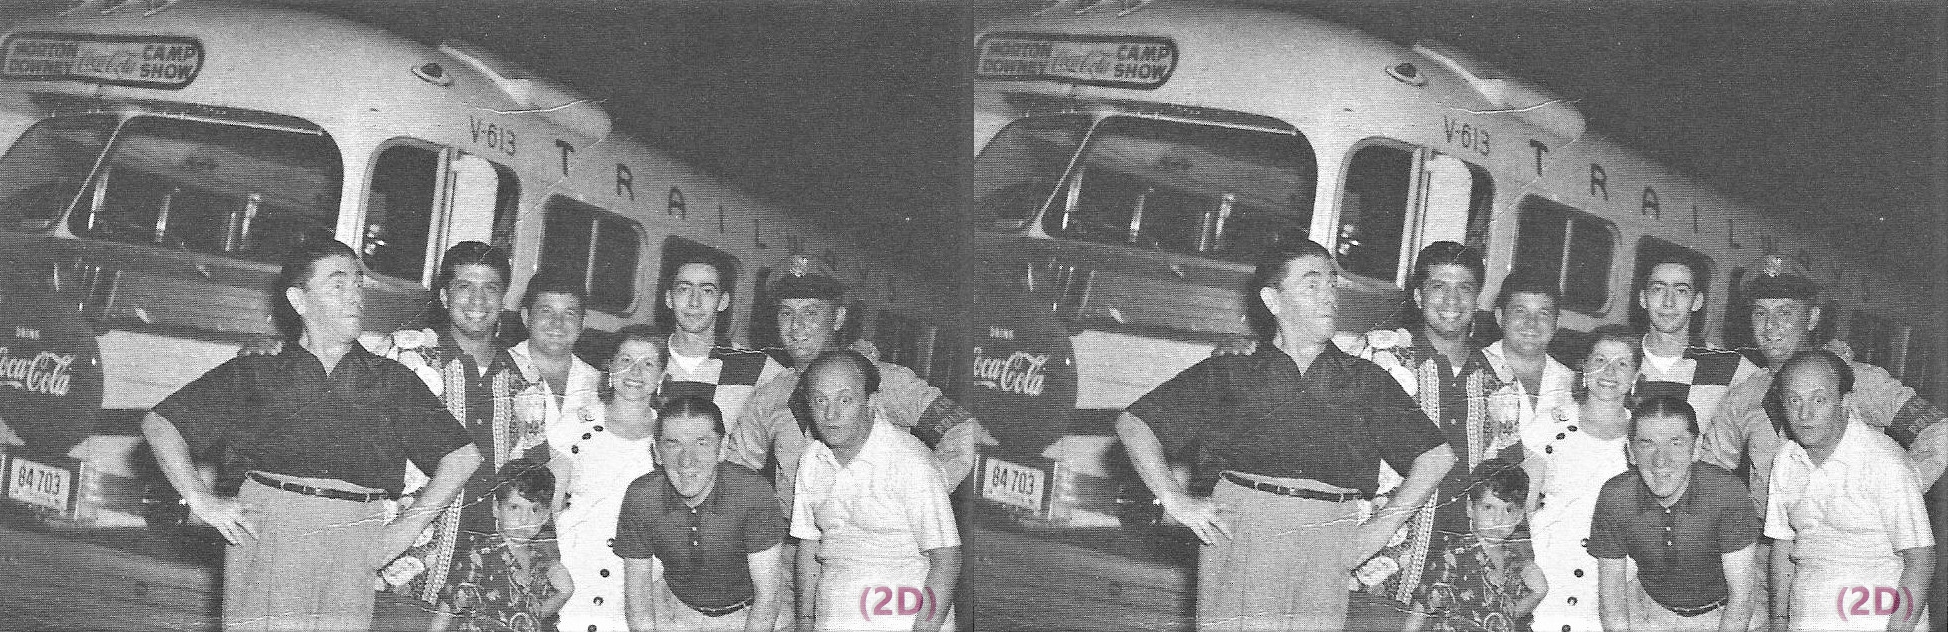 MORTON DOWNEY Coca-Cola CAMP SHOW
V-613
TRAILWAYS
DRINK
Coca-Cola
84 703
(2D)
MORTON DOWNEY Coca-Cola CAMP SHOW
V-613
TRAILWAYS
DRINK
Coca-Cola
84 703
(2D)